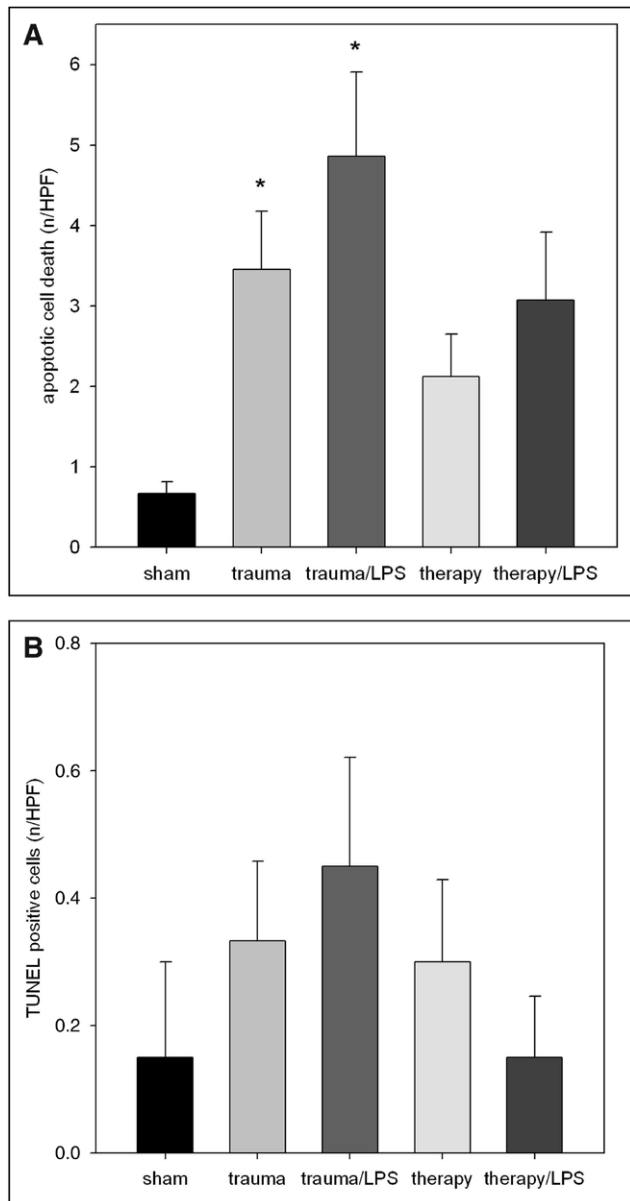 A
apoptotic cell death (n/HPF)
6
5
4
3
2
1
0
*
*
sham trauma trauma/LPS therapy therapy/LPS
B
TUNEL positive cells (n/HPF)
0.8
0.6
0.4
0.2
0.0
sham trauma trauma/LPS therapy therapy/LPS